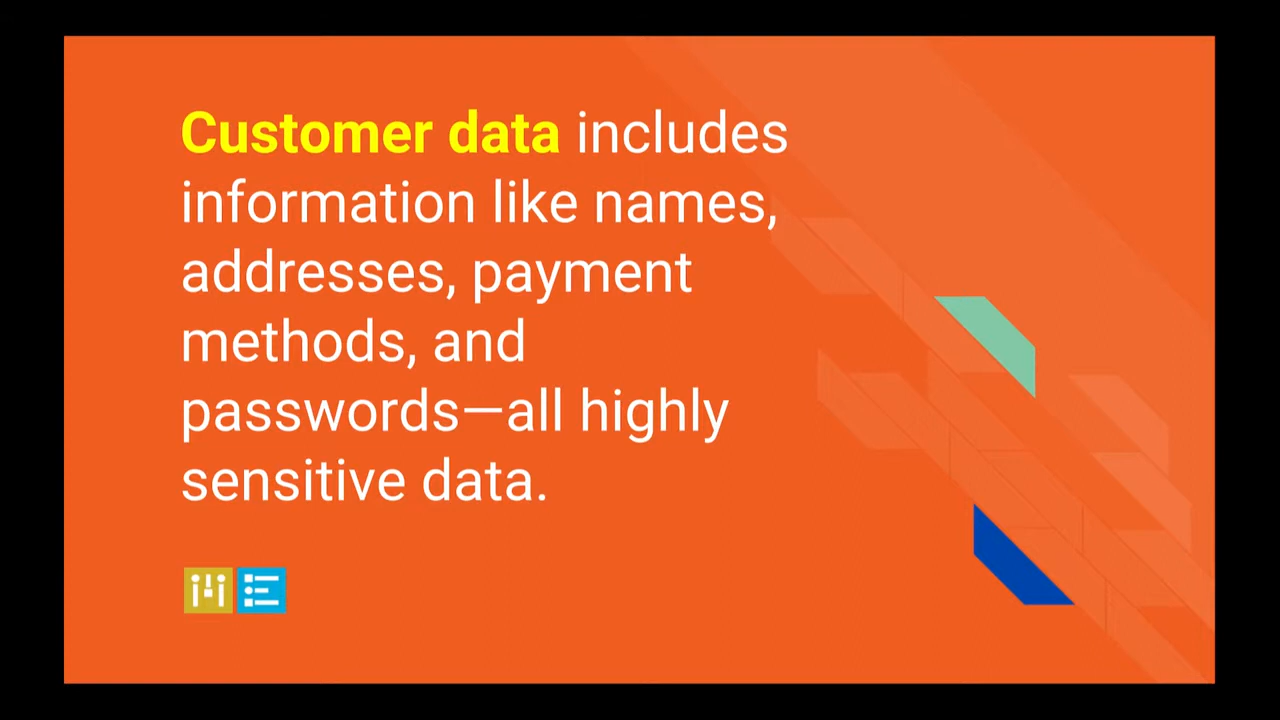 Customer data includes
information like names,
addresses, payment
methods, and
passwords—all highly
sensitive data.